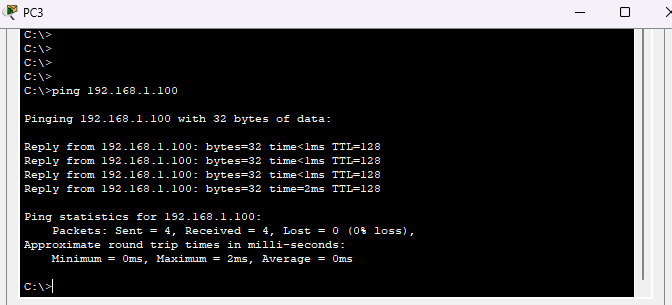 PC3
C:\>
C:\>
C:\>
C:\>
C:\>ping 192.168.1.100
Pinging 192.168.1.100 with 32 bytes of data:
Reply from 192.168.1.100: bytes=32 time<1ms TTL=128
Reply from 192.168.1.100: bytes=32 time<1ms TTL=128
Reply from 192.168.1.100: bytes=32 time<1ms TTL=128
Reply from 192.168.1.100: bytes=32 time=2ms TTL=128
Ping statistics for 192.168.1.100:
    Packets: Sent = 4, Received = 4, Lost = 0 (0% loss),
Approximate round trip times in milli-seconds:
    Minimum = 0ms, Maximum = 2ms, Average = 0ms
C:\>